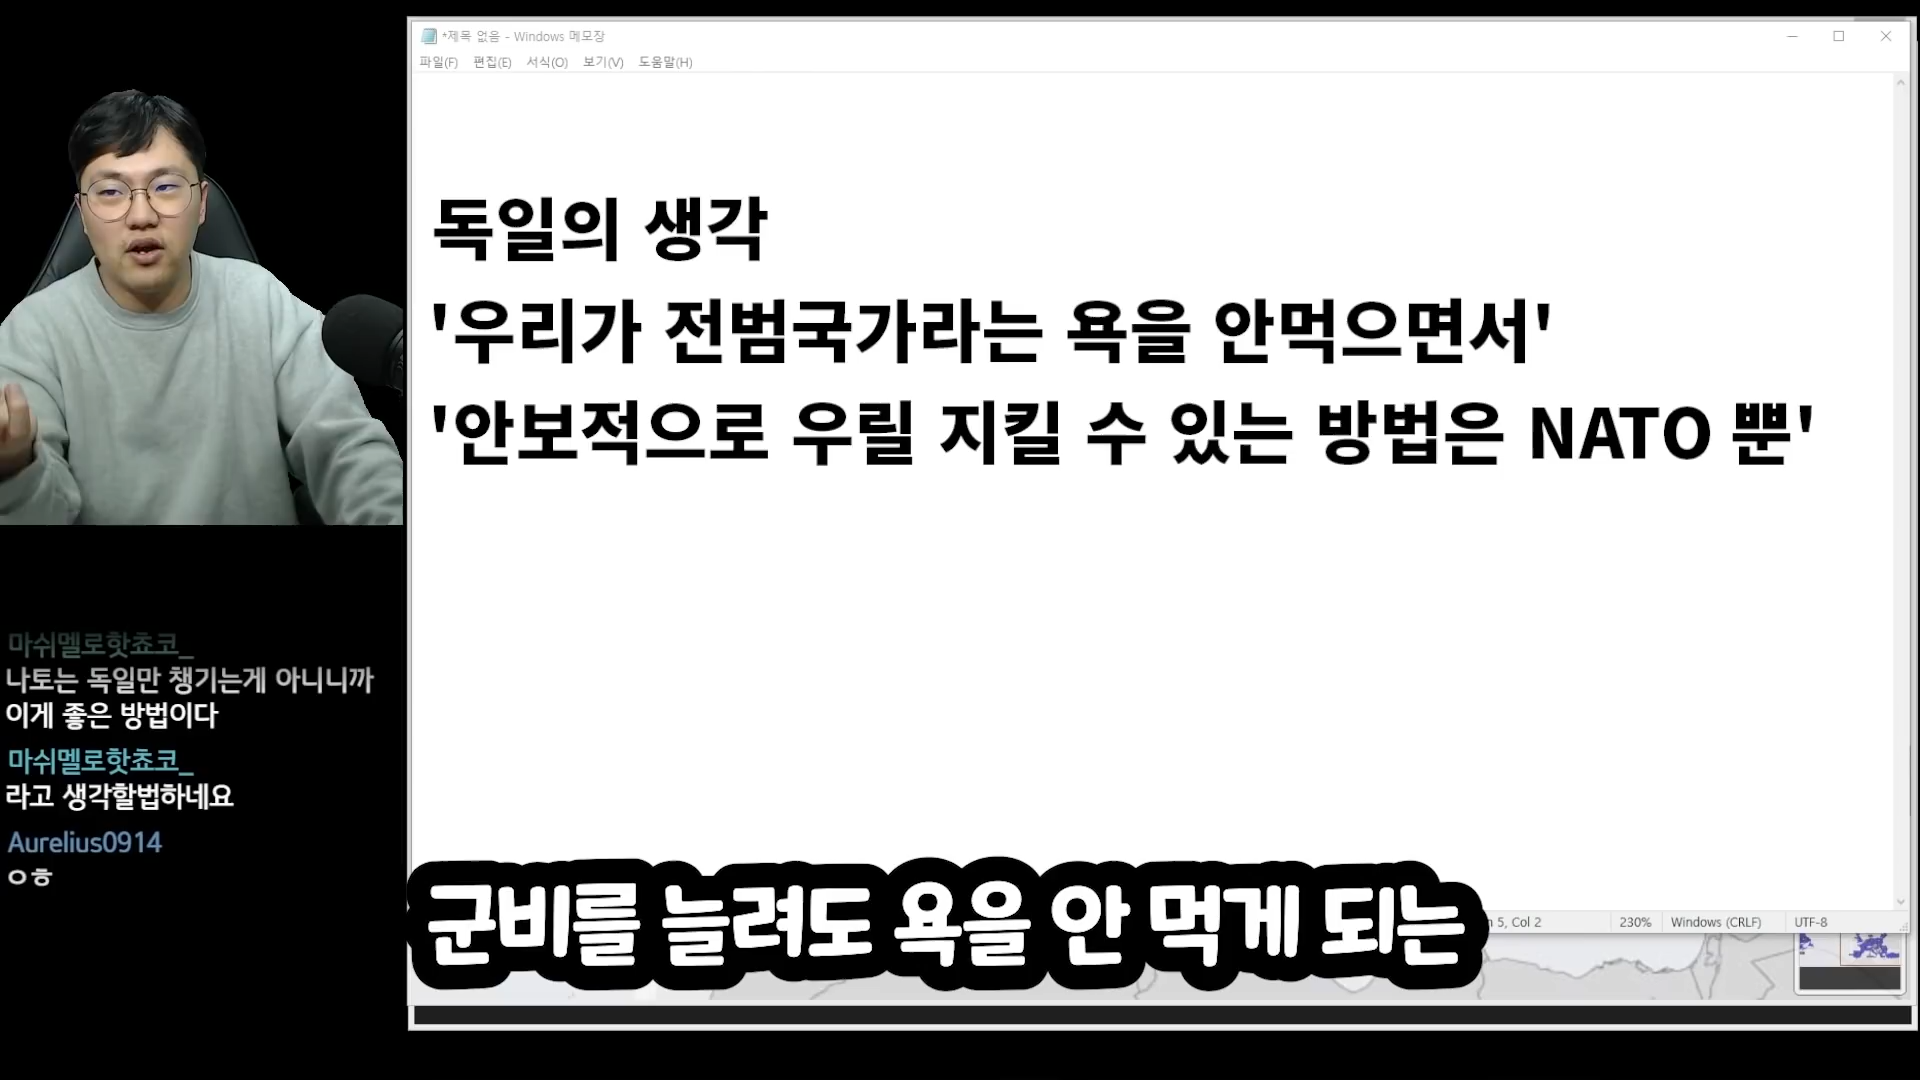 *제목 없음 - Windows 메모장
파일(F) 편집(E) 서식(O) 보기(V) 도움말(H)
독일의 생각
'우리가 전범국가라는 욕을 안먹으면서'
'안보적으로 우릴 지킬 수 있는 방법은 NATO 뿐'
마쉬멜로핫쵸코_
나토는 독일만 챙기는게 아니니까
이게 좋은 방법이다
마쉬멜로핫쵸코_
라고 생각할법하네요
Aurelius0914
ㅇㅎ
군비를 늘려도 욕을 안 먹게 되는
5, Col 2 230% Windows (CRLF) UTF-8